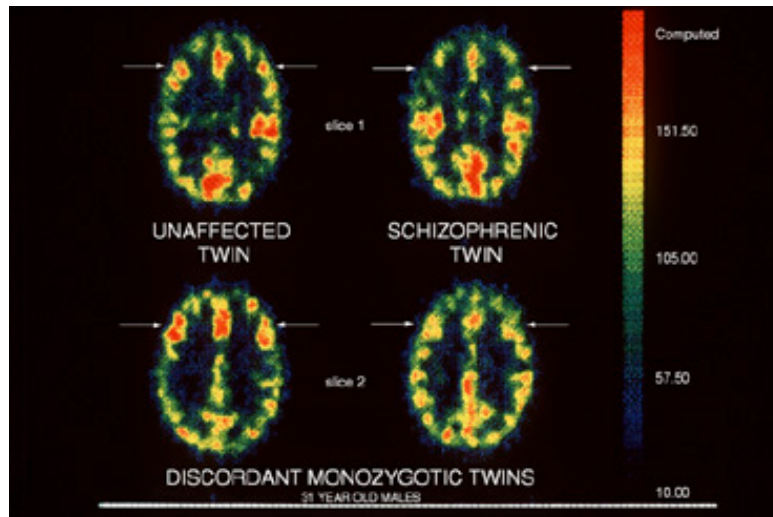 Computed
151.50
slice 1
UNAFFECTED
TWIN
SCHIZOPHRENIC
TWIN
105.00
slice 2
57.50
DISCORDANT MONOZYGOTIC TWINS
31 YEAR OLD MALES
10.00